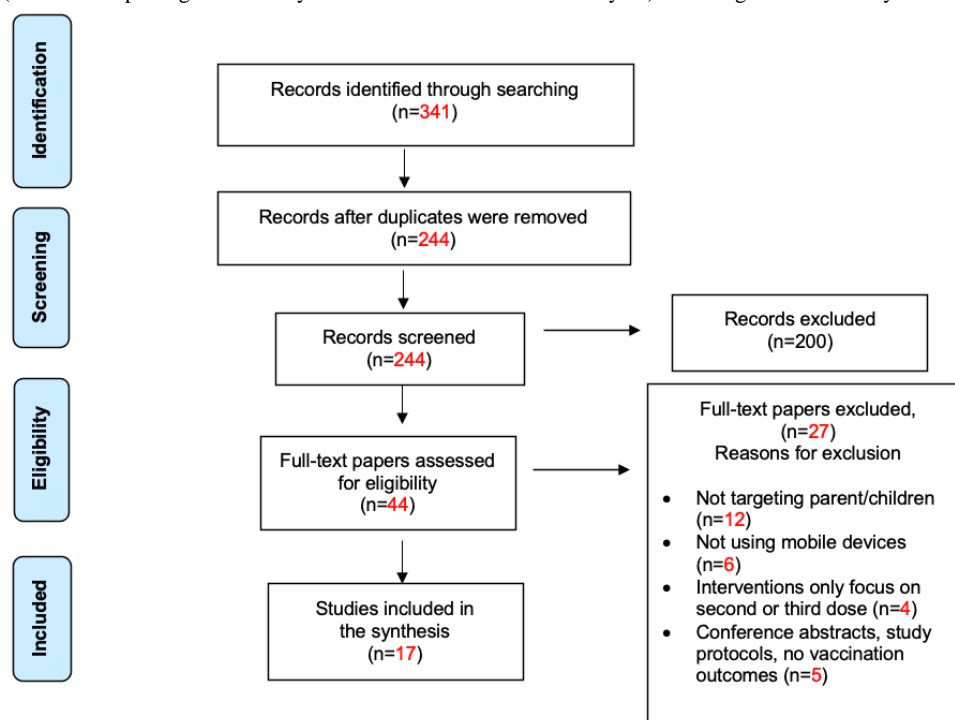 Identification
Records identified through searching
(n=341)
Records after duplicates were removed
(n=244)
Screening
Records screened
(n=244)
Records excluded
(n=200)
Eligibility
Full-text papers assessed
for eligibility
(n=44)
Full-text papers excluded,
(n=27)
Reasons for exclusion
• Not targeting parent/children
(n=12)
• Not using mobile devices
(n=6)
• Interventions only focus on
second or third dose (n=4)
• Conference abstracts, study
protocols, no vaccination
outcomes (n=5)
Included
Studies included in
the synthesis
(n=17)